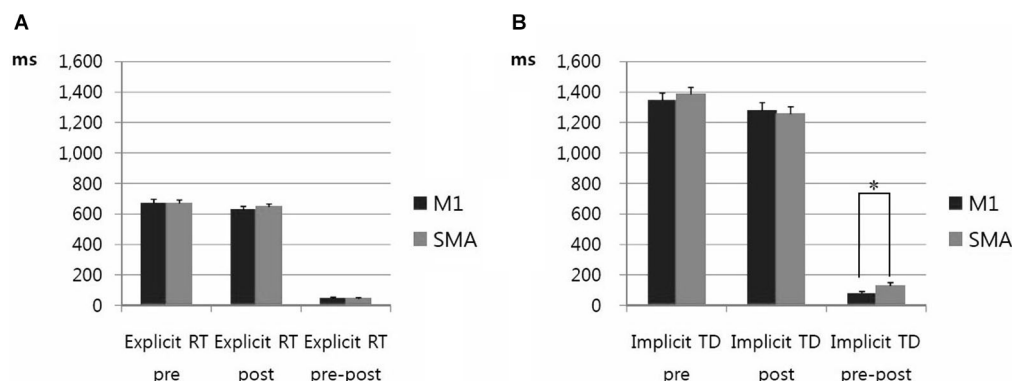 A
ms
1,600
1,400
1,200
1,000
800
600
400
200
0
Explicit RT Explicit RT Explicit RT
pre post pre-post
M1
SMA
B
ms
1,600
1,400
1,200
1,000
800
600
400
200
0
*
Implicit TD Implicit TD Implicit TD
pre post pre-post
M1
SMA